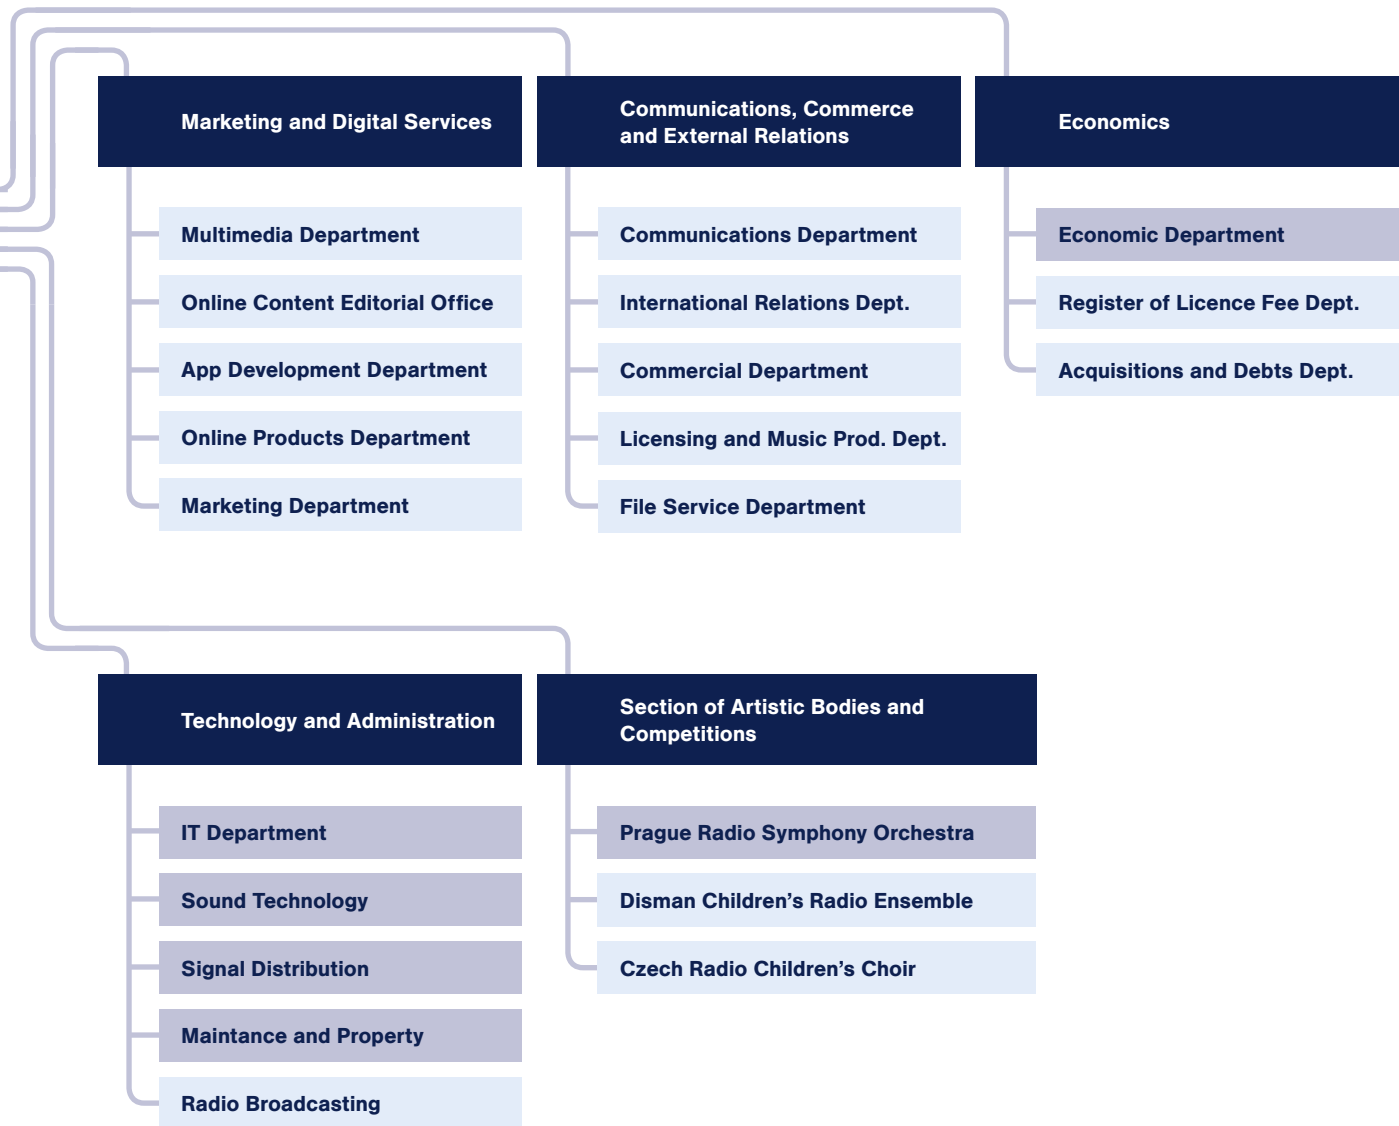 Marketing and Digital Services
Multimedia Department
Online Content Editorial Office
App Development Department
Online Products Department
Marketing Department
Communications, Commerce
and External Relations
Communications Department
International Relations Dept.
Commercial Department
Licensing and Music Prod. Dept.
File Service Department
Economics
Economic Department
Register of Licence Fee Dept.
Acquisitions and Debts Dept.
Technology and Administration
IT Department
Sound Technology
Signal Distribution
Maintance and Property
Radio Broadcasting
Section of Artistic Bodies and
Competitions
Prague Radio Symphony Orchestra
Disman Children’s Radio Ensemble
Czech Radio Children’s Choir